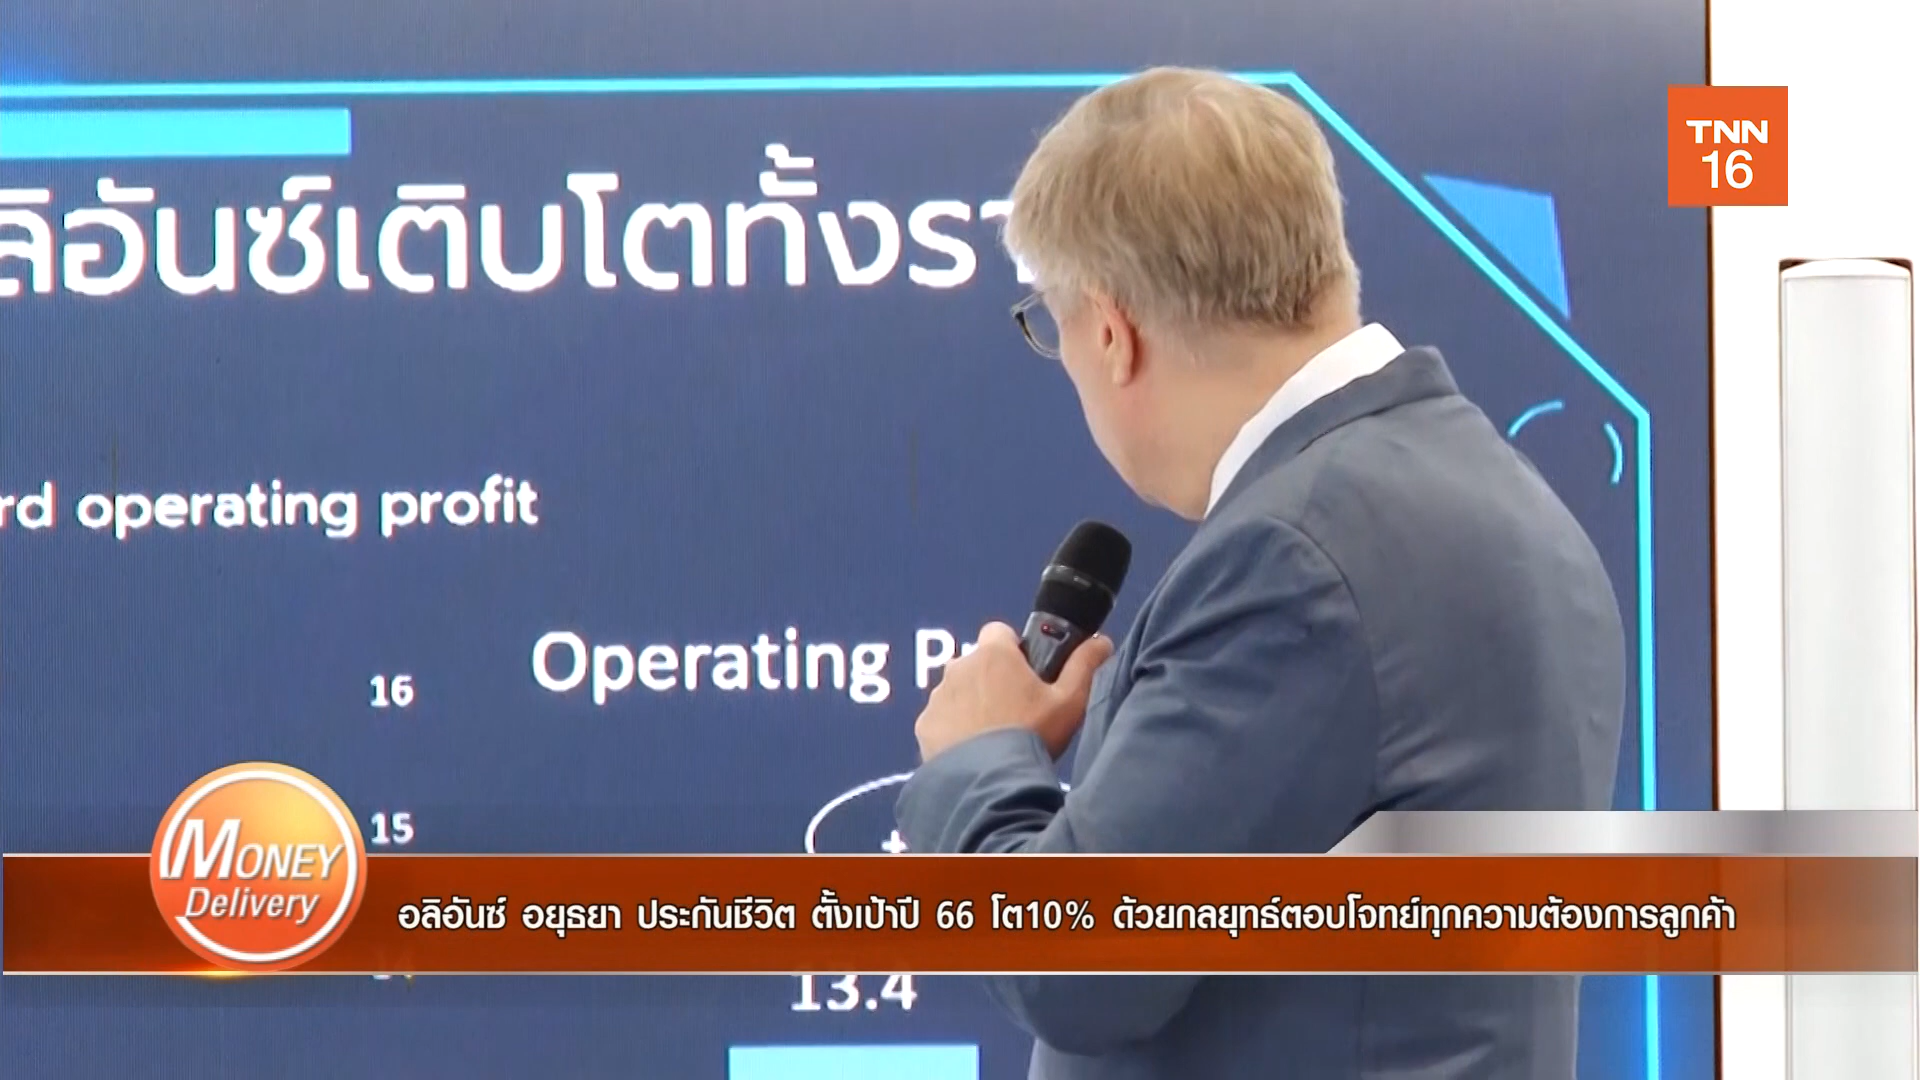 TNN
16
ลิอันซ์เติบโตทั้ง
operating profit
Operating
16
15
13.4
MONEY
Delivery
อลิอันซ์ อยุธยา ประกันชีวิต ตั้งเป้าปี 66 โต10% ด้วยกลยุทธ์ตอบโจทย์ทุกความต้องการลูกค้า